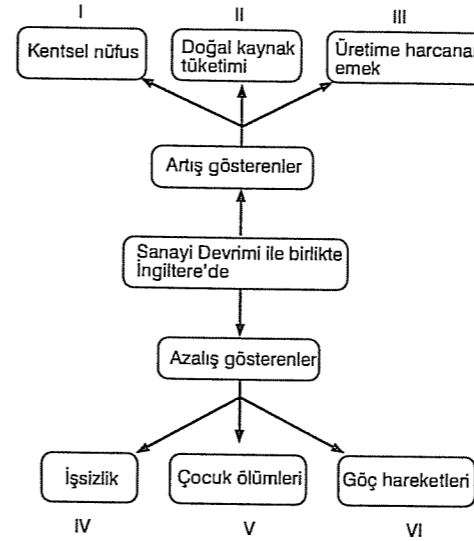 I
II
III
Kentsel nüfus
Doğal kaynak
tüketimi
Üretime harcanan
emek
Artış gösterenler
Sanayi Devrimi ile birlikte
İngiltere'de
Azalış gösterenler
İşsizlik
Çocuk ölümleri
Göç hareketleri
IV
V
VI